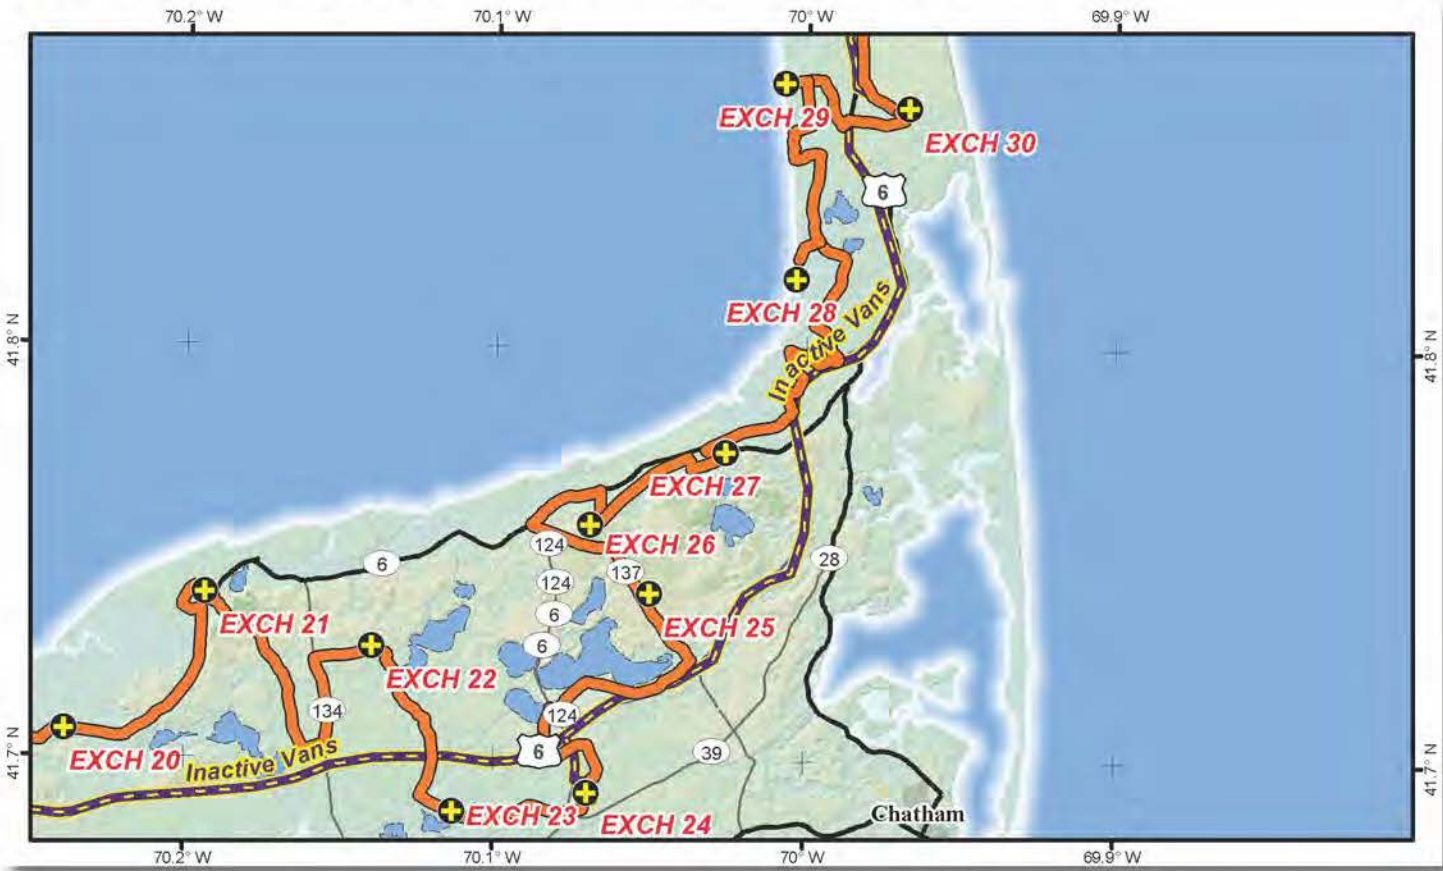 70.2° W
70.1° W
70° W
69.9° W
EXCH 29
EXCH 30
6
EXCH 28
Inactive Vans
41.8° N
41.8° N
EXCH 27
124
EXCH 26
28
6
137
124
6
EXCH 25
EXCH 21
6
EXCH 22
134
124
EXCH 20
Inactive Vans
6
39
41.7° N
41.7° N
EXCH 23
EXCH 24
Chatham
70.2° W
70.1° W
70° W
69.9° W